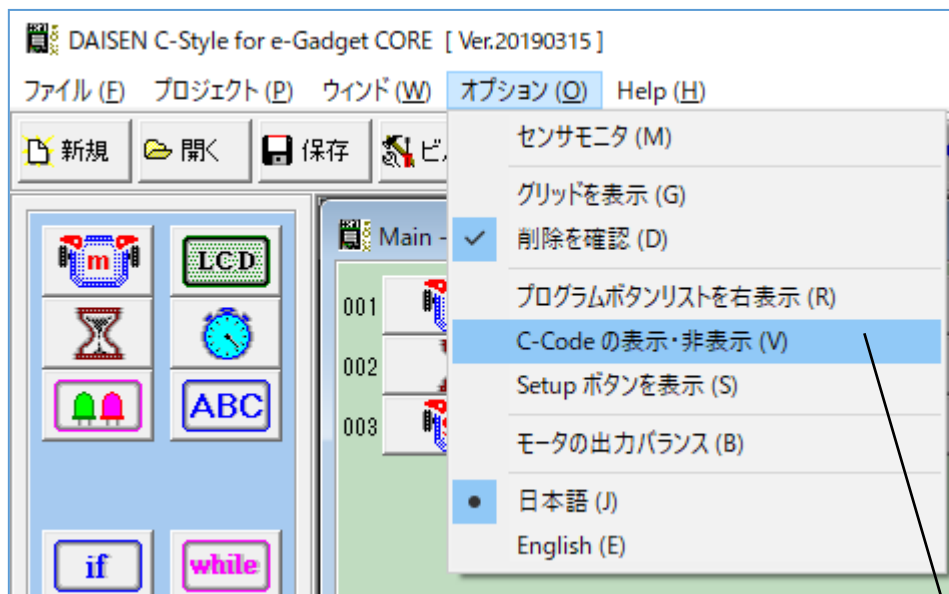 DAISEN C-Style for e-Gadget CORE [ Ver.20190315 ]
ファイル (F) プロジェクト (P) ウィンド (W) オプション (O) Help (H)
新規 開く 保存
センサモニタ (M)
グリッドを表示 (G)
削除を確認 (D)
プログラムボタンリストを右表示 (R)
C-Code の表示・非表示 (V)
Setup ボタンを表示 (S)
モータの出力バランス (B)
日本語 (J)
English (E)
m LCD
ABC
if while
Main -
001
002
003